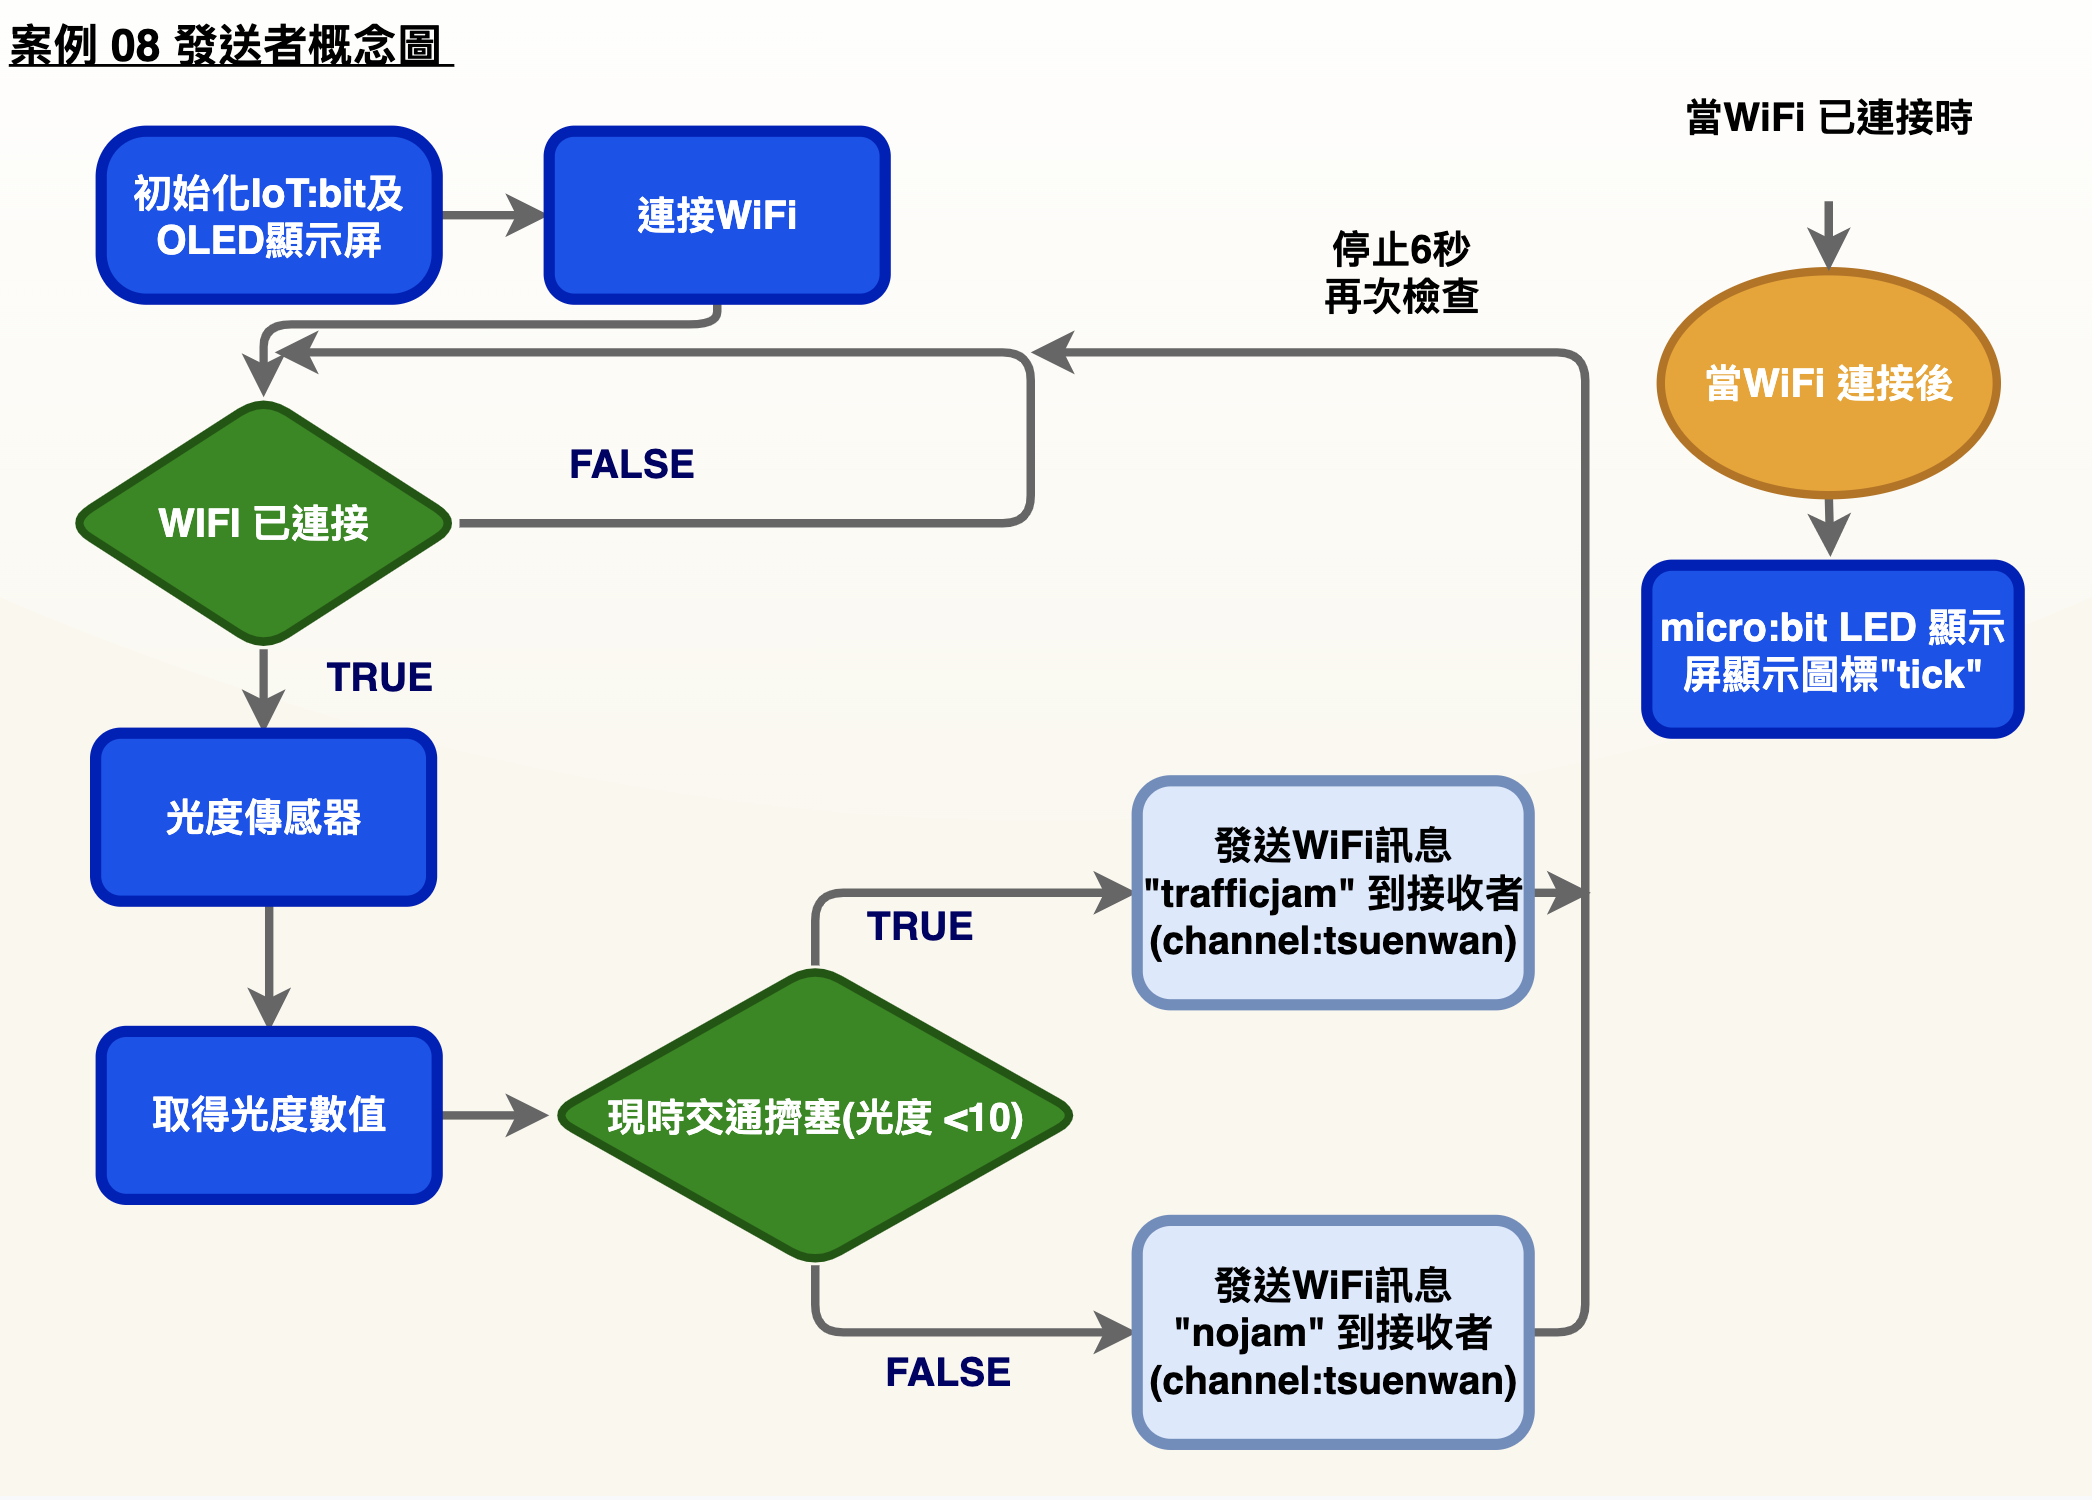 案例 08 發送者概念圖
初始化IoT:bit及
OLED顯示屏
連接WiFi
停止6秒
再次檢查
當WiFi 已連接時
當WiFi 連接後
micro:bit LED 顯示
屏顯示圖標"tick"
WIFI 已連接
FALSE
TRUE
光度傳感器
取得光度數值
現時交通擠塞(光度 <10)
TRUE
發送WiFi訊息
"trafficjam" 到接收者
(channel:tsuenwan)
FALSE
發送WiFi訊息
"nojam" 到接收者
(channel:tsuenwan)